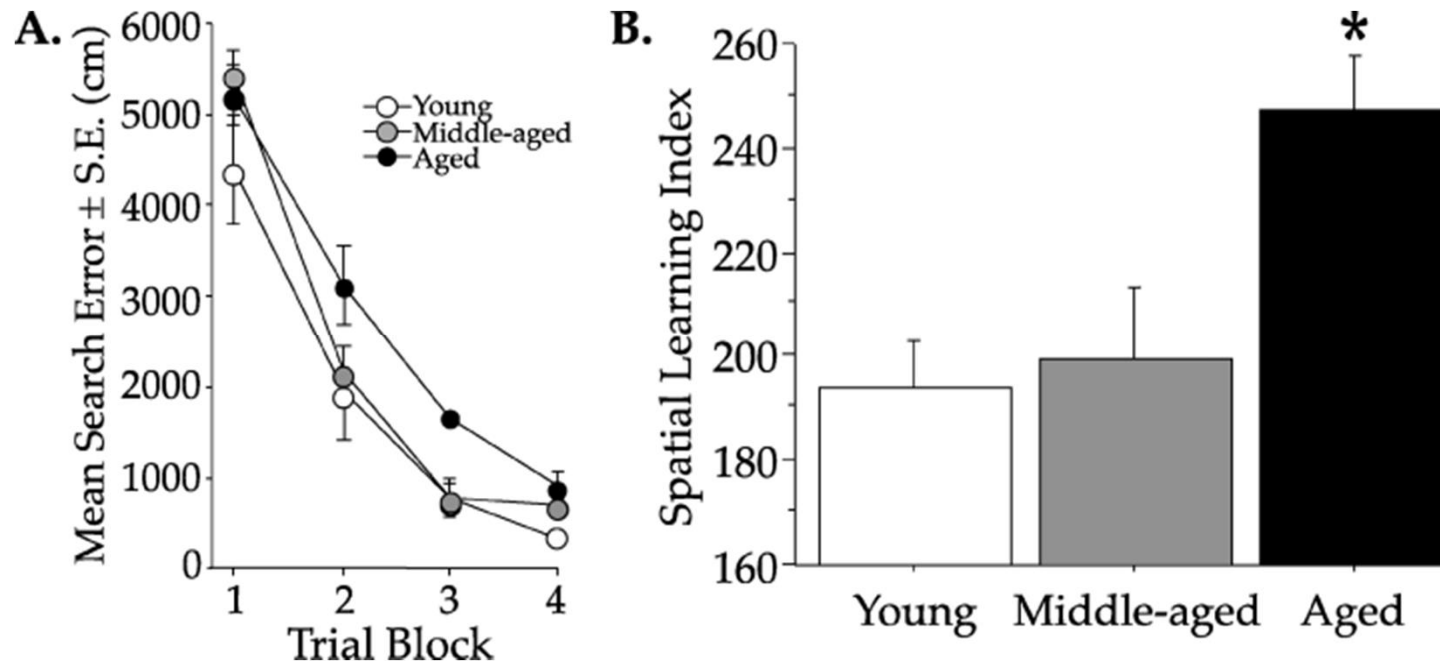 A.
Mean Search Error ± S.E. (cm)
6000
5000
4000
3000
2000
1000
0
Young
Middle-aged
Aged
1 2 3 4
Trial Block
B.
Spatial Learning Index
260
240
220
200
180
160
*
Young Middle-aged Aged